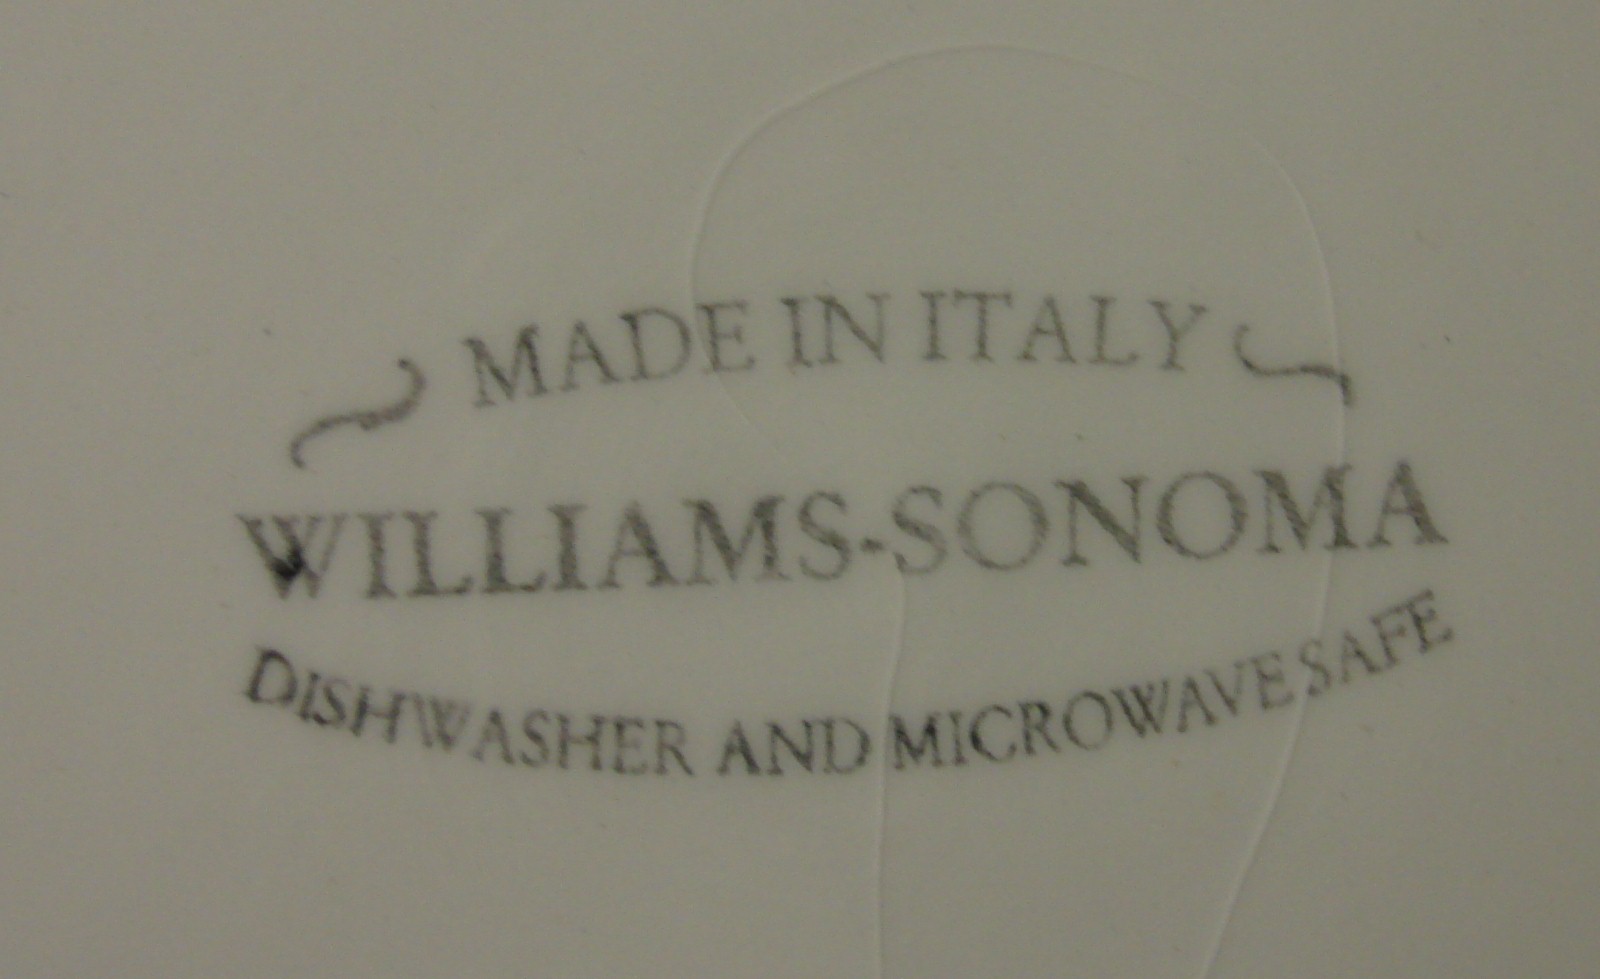 MADE IN ITALY
WILLIAMS-SONOMA
DISHWASHER AND MICROWAVE SAFE